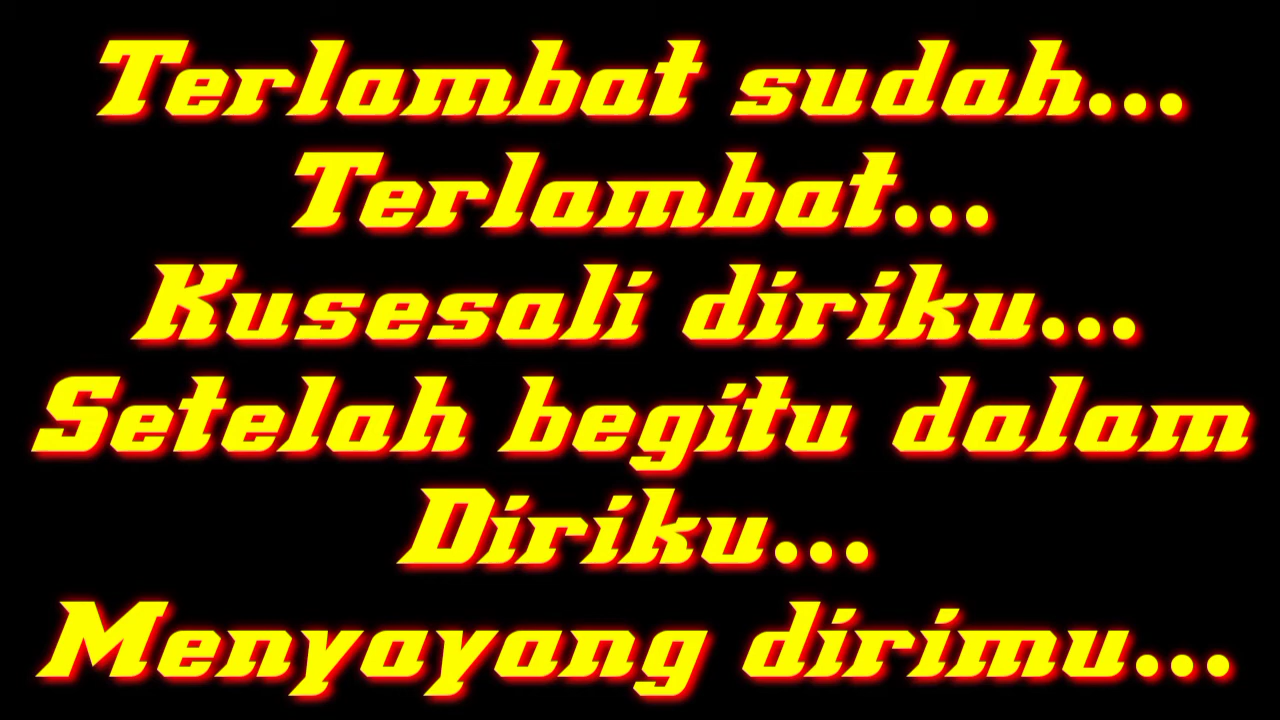 Terlambat sudah...
Terlambat...
Kusesali diriku...
Setelah begitu dalam
Diriku...
Menyayang dirimu...